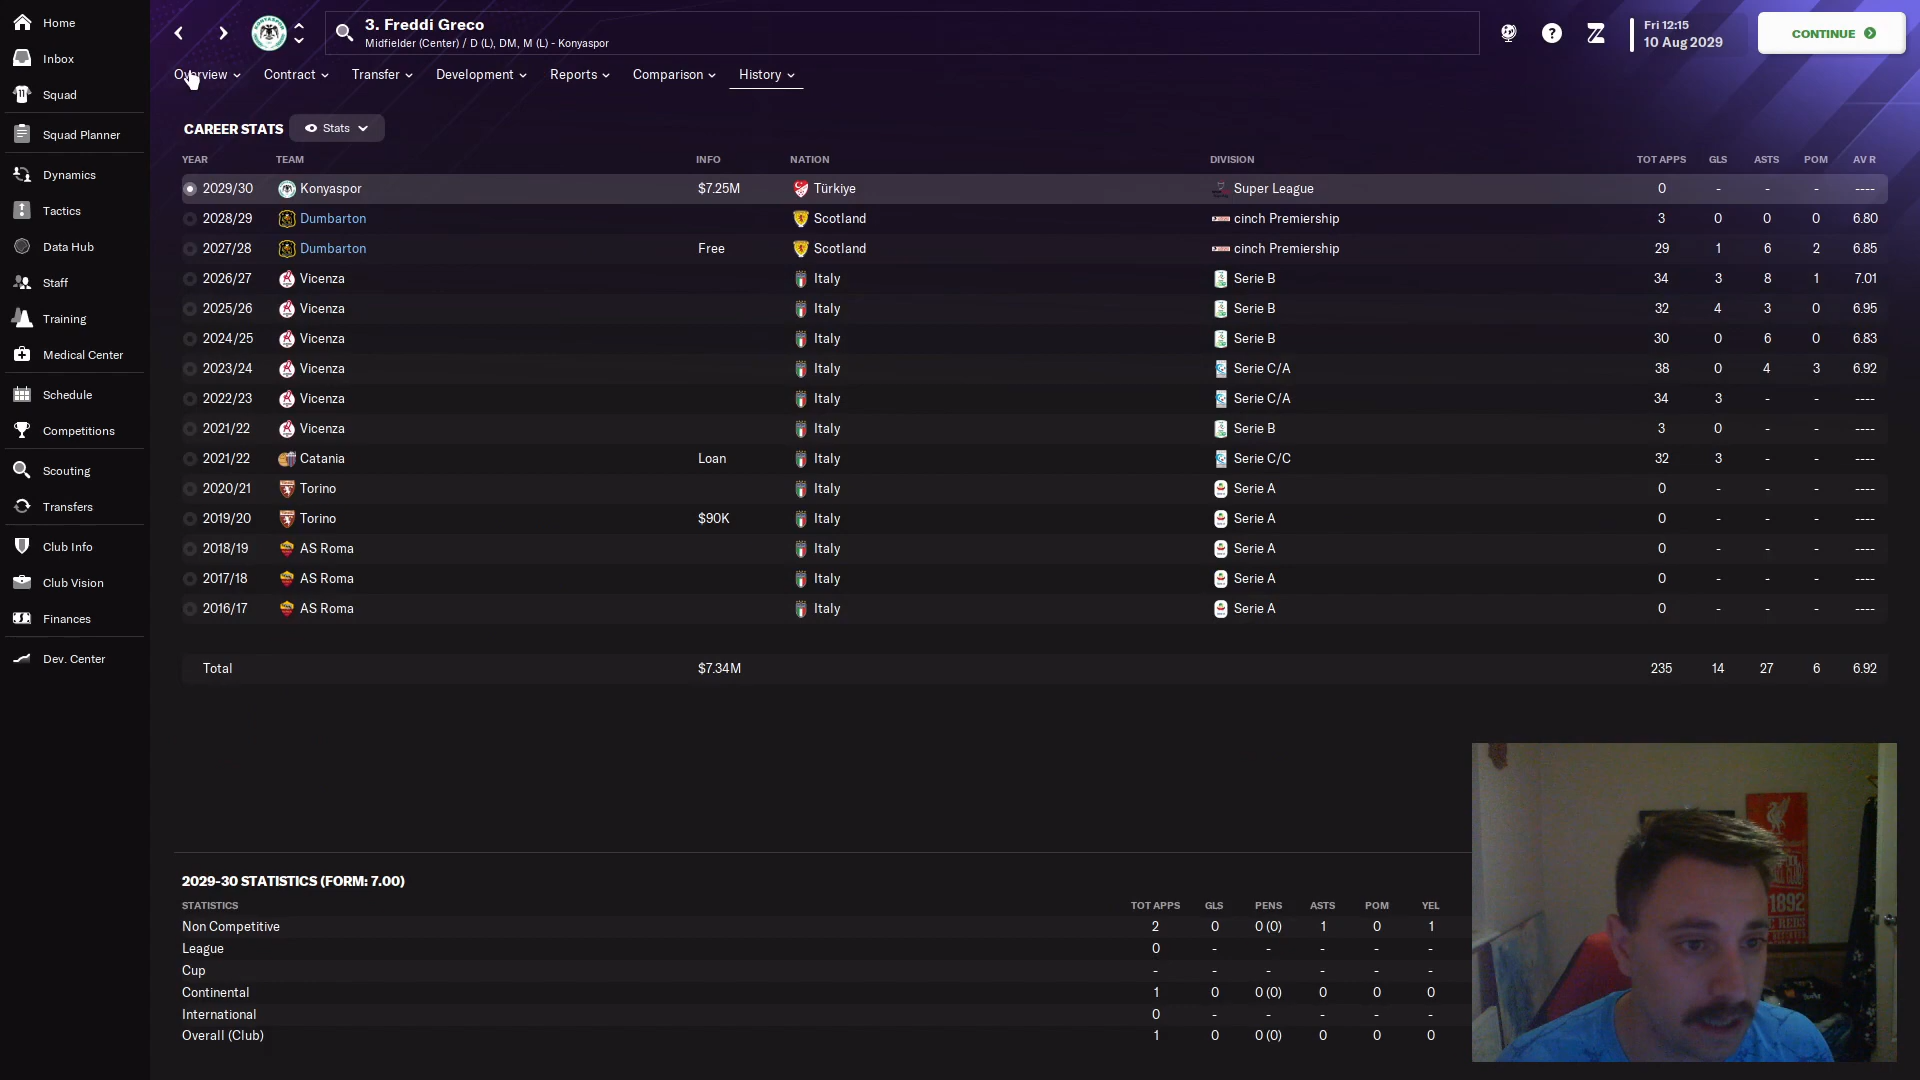 Home
Inbox
Squad
Squad Planner
Dynamics
Tactics
Data Hub
Staff
Training
Medical Center
Schedule
Competitions
Scouting
Transfers
Club Info
Club Vision
Finances
Dev. Center
3. Freddi Greco
Midfielder (Center) / D (L), DM, M (L) - Konyaspor
Fri 12:15
10 Aug 2029
CONTINUE
Overview Contract Transfer Development Reports Comparison History
CAREER STATS Stats
YEAR TEAM INFO NATION DIVISION TOT APPS GLS ASTS POM AV R
2029/30 Konyaspor $7.25M Türkiye Super League 0 - - - ----
2028/29 Dumbarton Scotland cinch Premiership 3 0 0 0 6.80
2027/28 Dumbarton Free Scotland cinch Premiership 29 1 6 2 6.85
2026/27 Vicenza Italy Serie B 34 3 8 1 7.01
2025/26 Vicenza Italy Serie B 32 4 3 0 6.95
2024/25 Vicenza Italy Serie B 30 0 6 0 6.83
2023/24 Vicenza Italy Serie C/A 38 0 4 3 6.92
2022/23 Vicenza Italy Serie C/A 34 3 - - ----
2021/22 Vicenza Italy Serie B 3 0 - - ----
2021/22 Catania Loan Italy Serie C/C 32 3 - - ----
2020/21 Torino Italy Serie A 0 - - - ----
2019/20 Torino $90K Italy Serie A 0 - - - ----
2018/19 AS Roma Italy Serie A 0 - - - ----
2017/18 AS Roma Italy Serie A 0 - - - ----
2016/17 AS Roma Italy Serie A 0 - - - ----
Total $7.34M 235 14 27 6 6.92
2029-30 STATISTICS (FORM: 7.00)
STATISTICS TOT APPS GLS PENS ASTS POM YEL
Non Competitive 2 0 0 (0) 1 0 1
League 0 - - - - -
Cup - - - - - -
Continental 1 0 0 (0) 0 0 0
International 0 - - - - -
Overall (Club) 1 0 0 (0) 0 0 0
1892